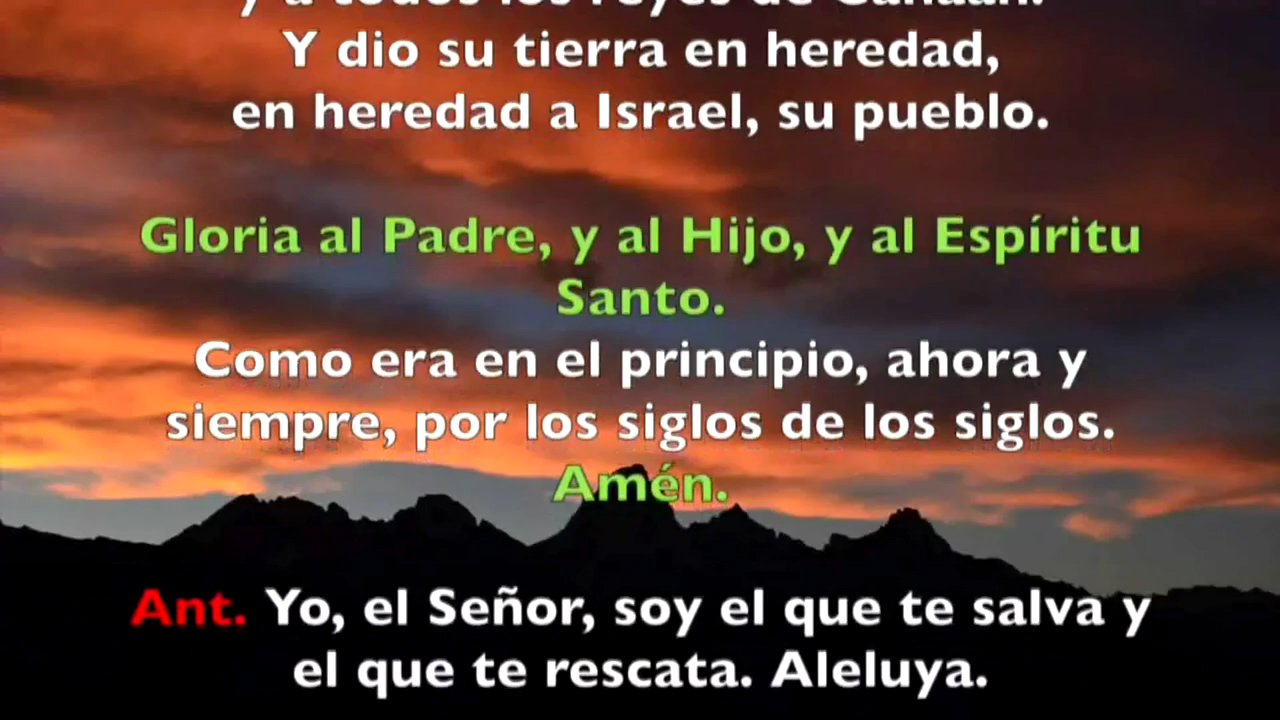 y a todos los reyes de Canaán.
Y dio su tierra en heredad,
en heredad a Israel, su pueblo.
Gloria al Padre, y al Hijo, y al Espíritu
Santo.
Como era en el principio, ahora y
siempre, por los siglos de los siglos.
Amén.
Ant. Yo, el Señor, soy el que te salva y
el que te rescata. Aleluya.